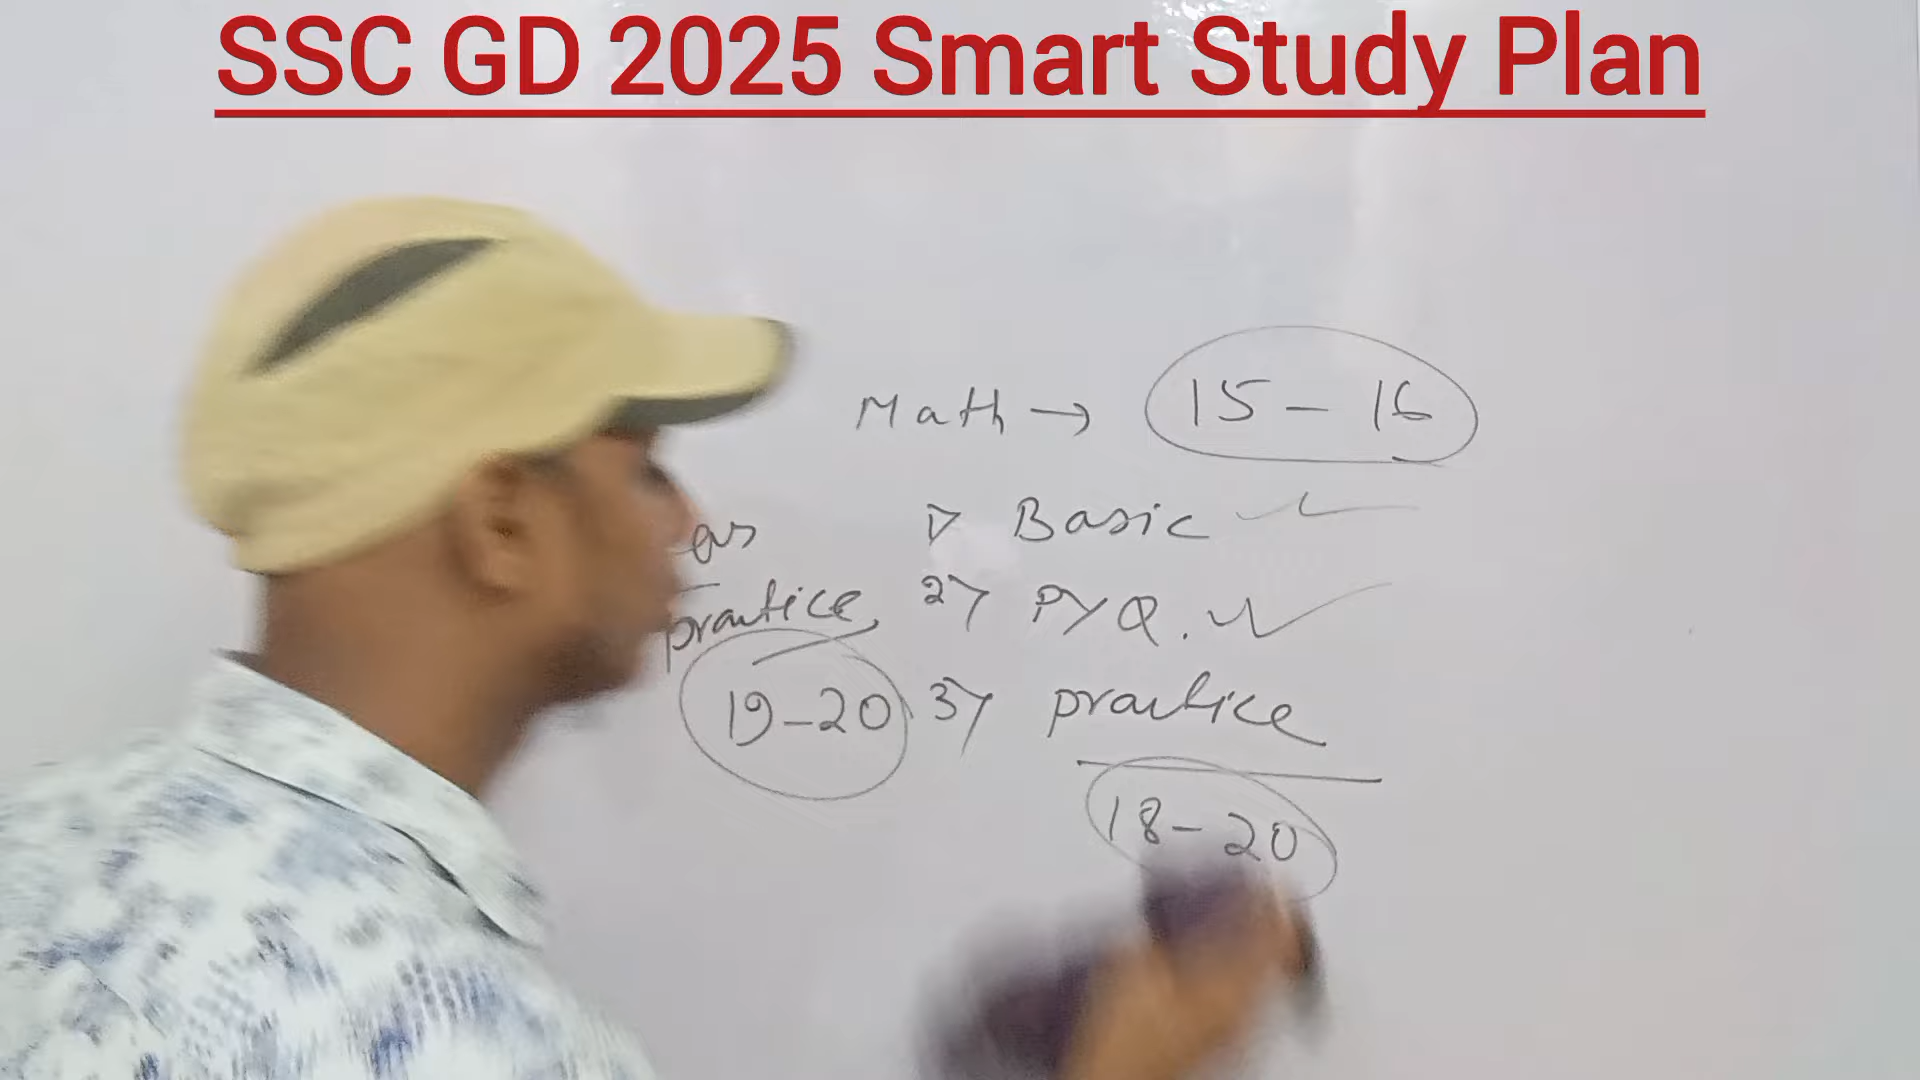 SSC GD 2025 Smart Study Plan
Math → 15 – 16
1> Basic
2> PYQ.
3> practice
18 – 20
practice
19 – 20